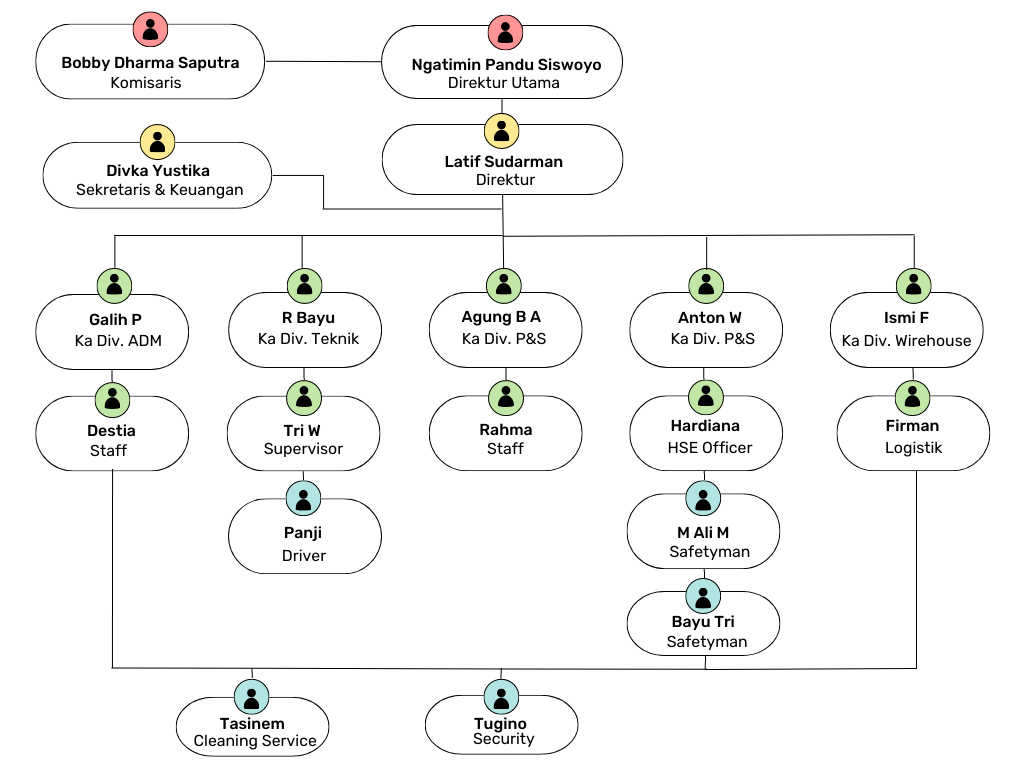 Bobby Dharma Saputra
Komisaris
Ngatimin Pandu Siswoyo
Direktur Utama
Divka Yustika
Sekretaris & Keuangan
Latif Sudarman
Direktur
Galih P
Ka Div. ADM
R Bayu
Ka Div. Teknik
Agung B A
Ka Div. P&S
Anton W
Ka Div. P&S
Ismi F
Ka Div. Wirehouse
Destia
Staff
Tri W
Supervisor
Rahma
Staff
Hardiana
HSE Officer
Firman
Logistik
Panji
Driver
M Ali M
Safetyman
Bayu Tri
Safetyman
Tasinem
Cleaning Service
Tugino
Security